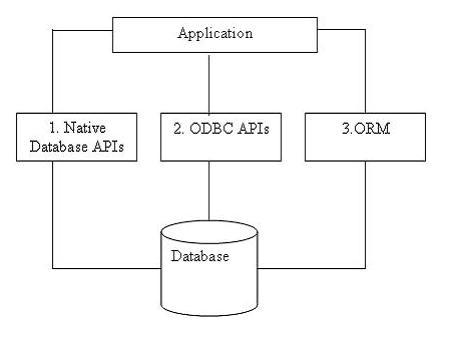 Application
1. Native
Database APIs
2. ODBC APIs
3.ORM
Database